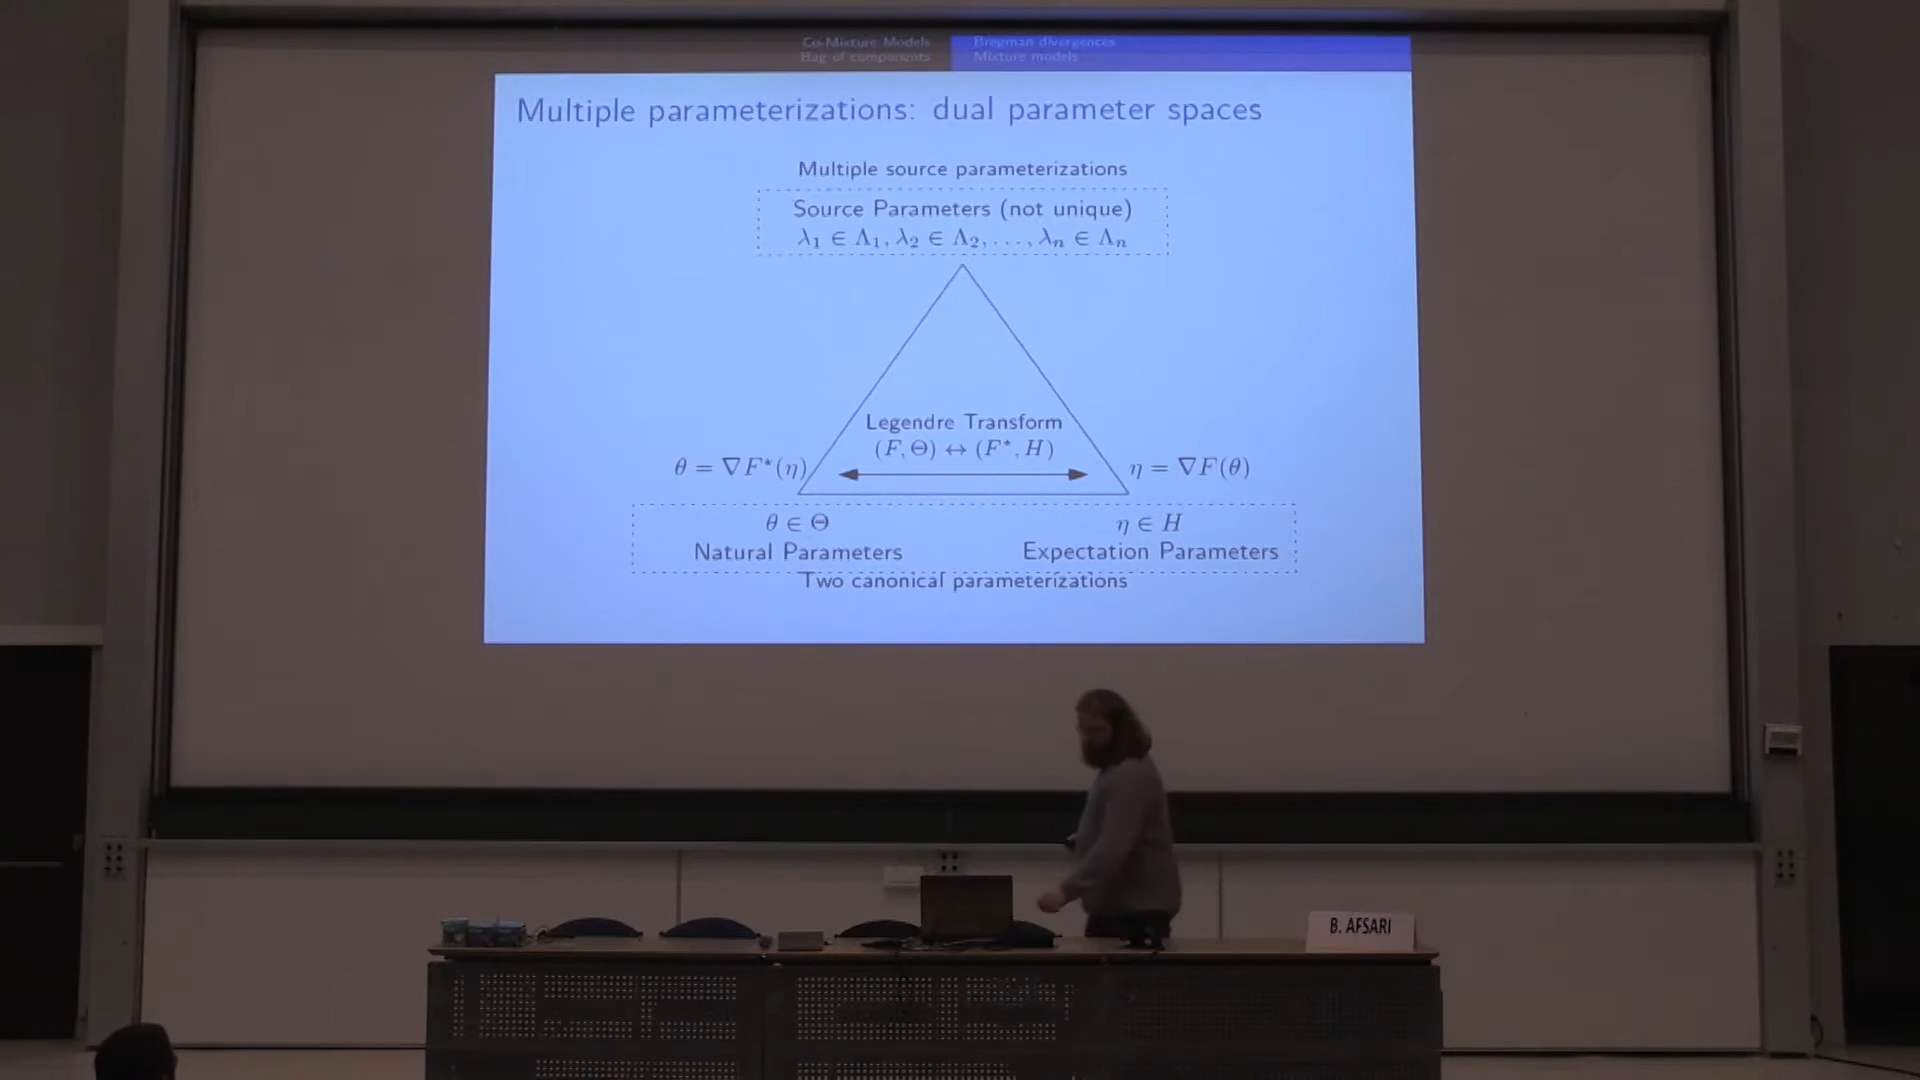 Co-Mixture Models
Bag of components
Bregman divergences
Mixture models
Multiple parameterizations: dual parameter spaces
Multiple source parameterizations
Source Parameters (not unique)
λ₁ ∈ Λ₁, λ₂ ∈ Λ₂, . . . , λₙ ∈ Λₙ
Legendre Transform
(F, Θ) ↔ (F*, H)
θ = ∇F*(η)
η = ∇F(θ)
θ ∈ Θ
η ∈ H
Natural Parameters
Expectation Parameters
Two canonical parameterizations
B. AFSARI